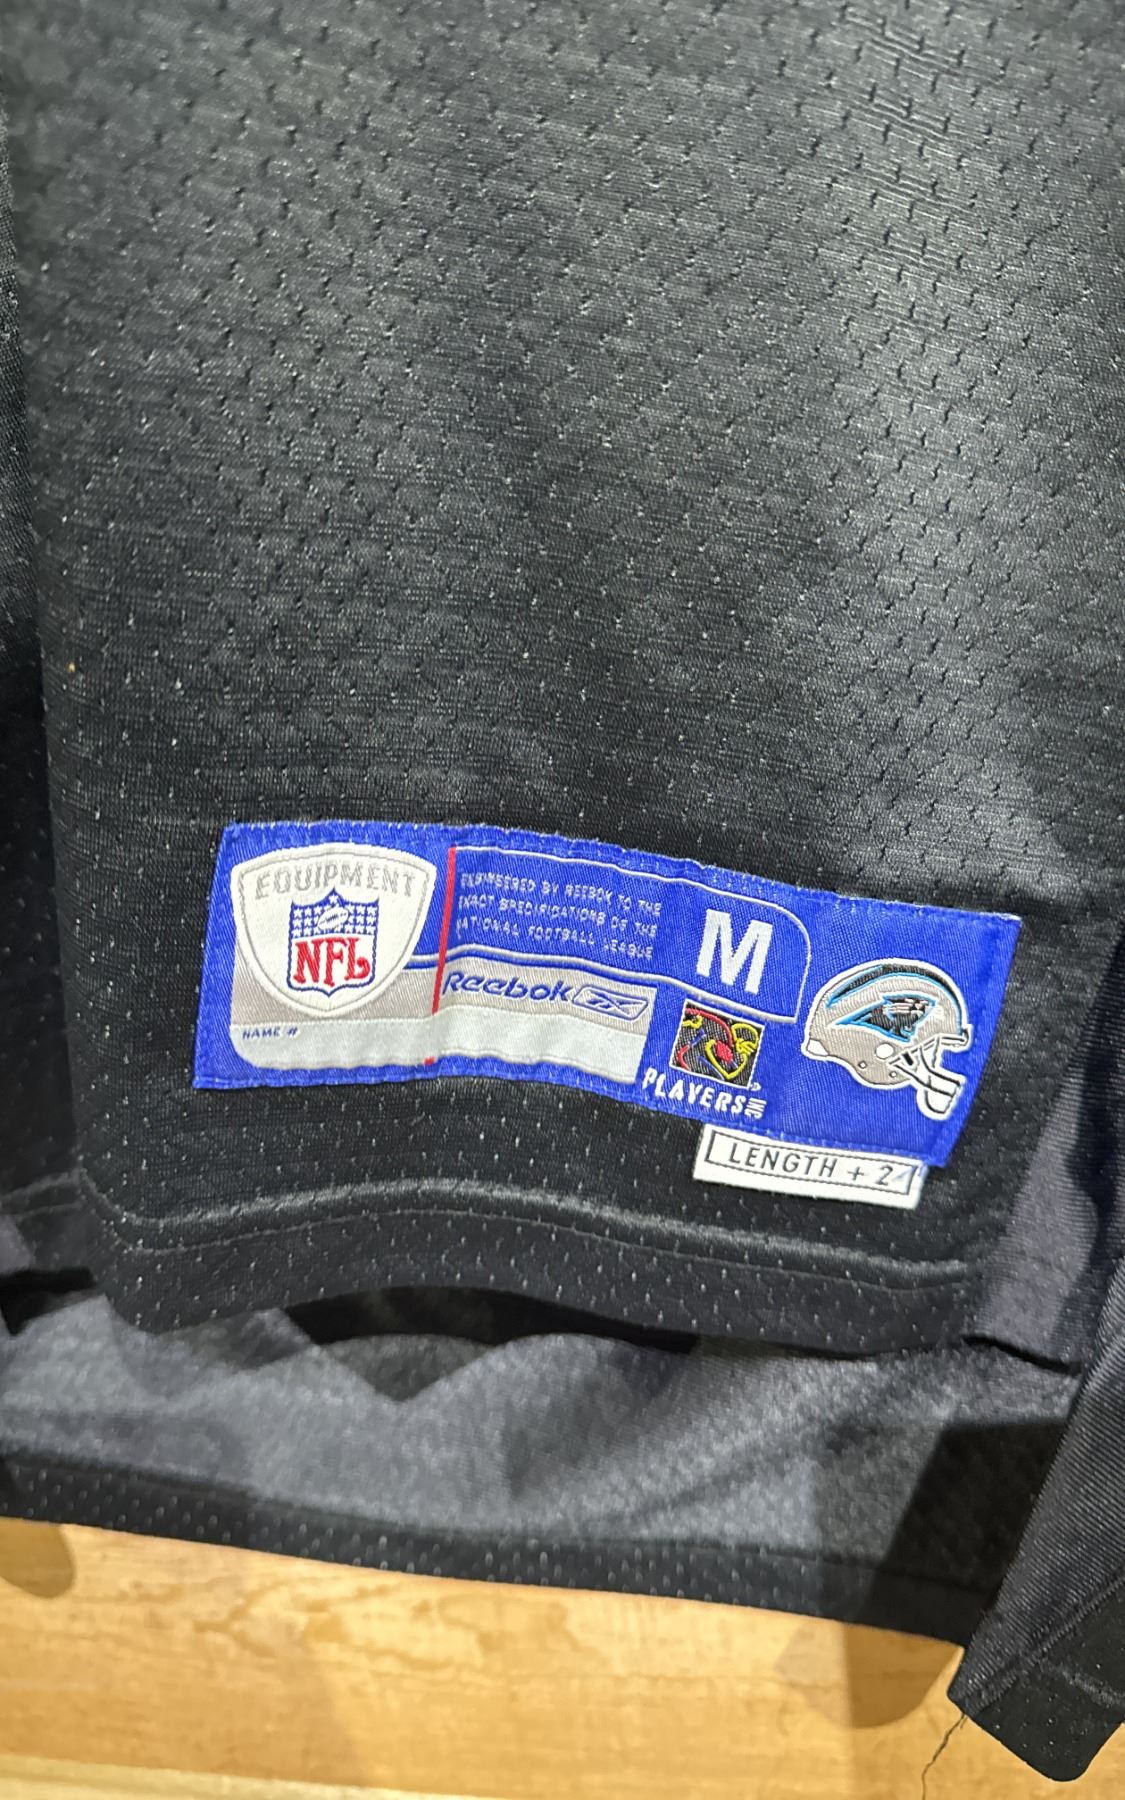 EQUIPMENT
NFL
ENGINEERED BY REEBOK TO THE
EXACT SPECIFICATIONS OF THE
NATIONAL FOOTBALL LEAGUE
M
Reebok
NAME #
PLAYERS INC
LENGTH + 2"